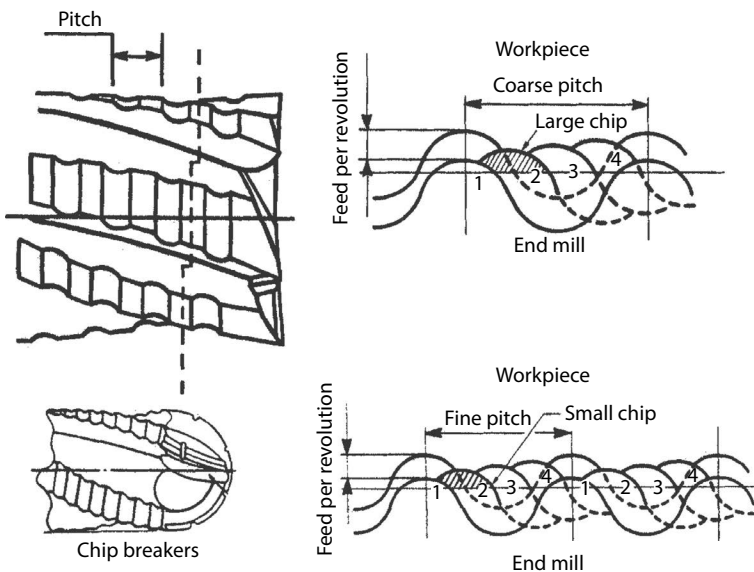 Pitch
Workpiece
Coarse pitch
Large chip
Feed per revolution
1 2 3 4
End mill
Workpiece
Fine pitch
Small chip
Feed per revolution
1 2 3 4 1 2 3 4
End mill
Chip breakers